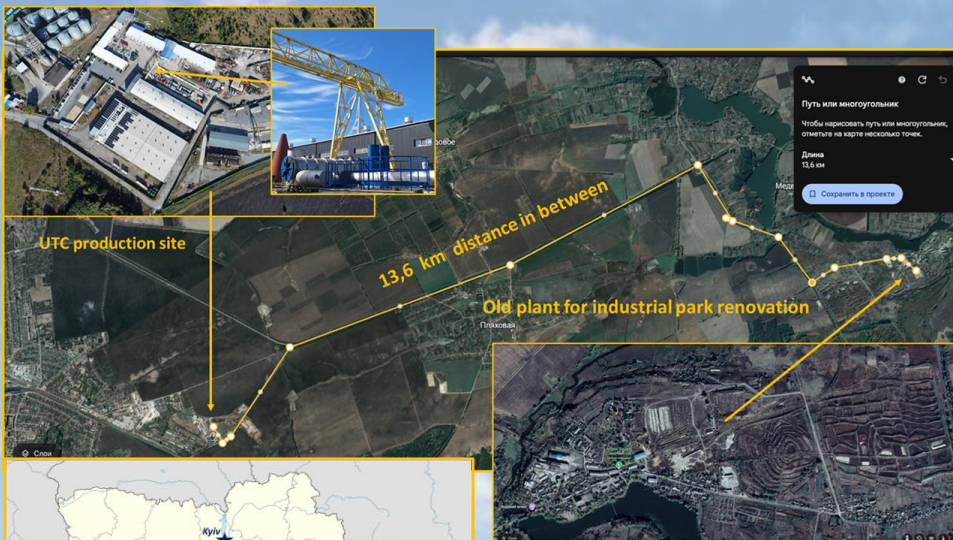 довое
Путь или многоугольник
Чтобы нарисовать путь или многоугольник,
отметьте на карте несколько точек.
Длина
13,6 км
Сохранить в проекте
UTC production site
13,6 km distance in between
Old plant for industrial park renovation
Пляховая
Слои
Kyiv